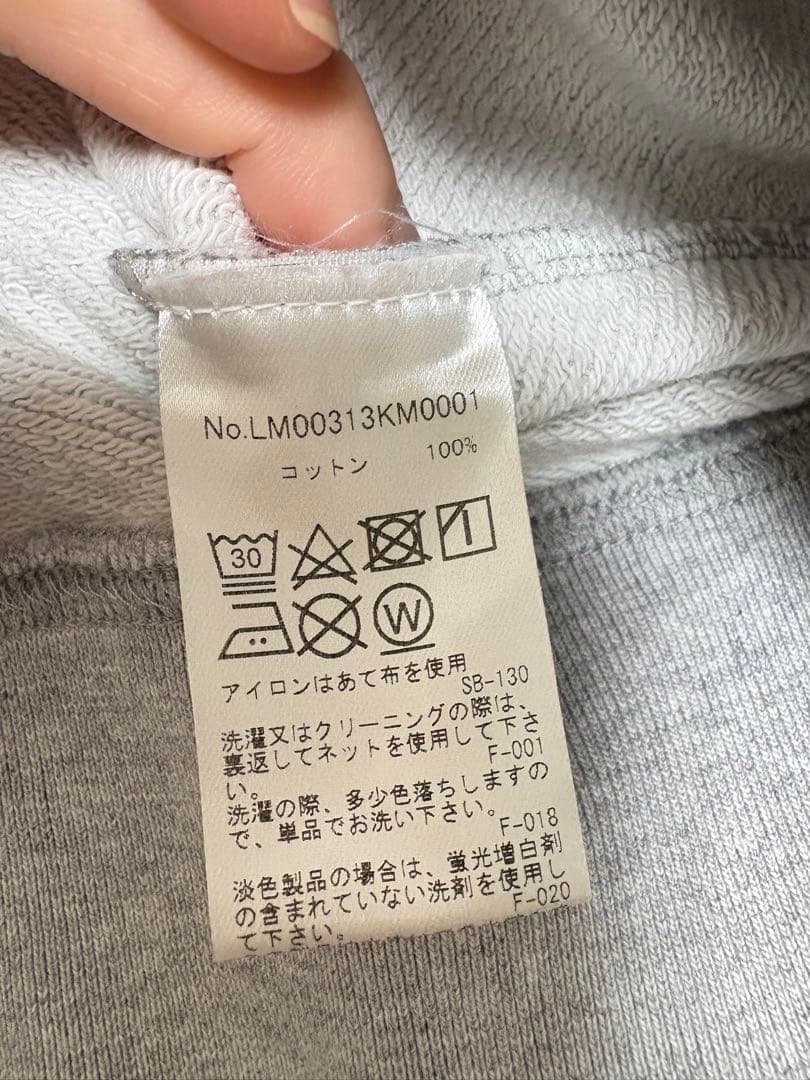 No.LM00313KM0001
コットン 100%
30
W
アイロンはあて布を使用
SB-130
洗濯又はクリーニングの際は、
裏返してネットを使用して下さ
い。
F-001
洗濯の際、多少色落ちしますの
で、単品でお洗い下さい。
F-018
淡色製品の場合は、蛍光増白剤
の含まれていない洗剤を使用し
て下さい。
F-020